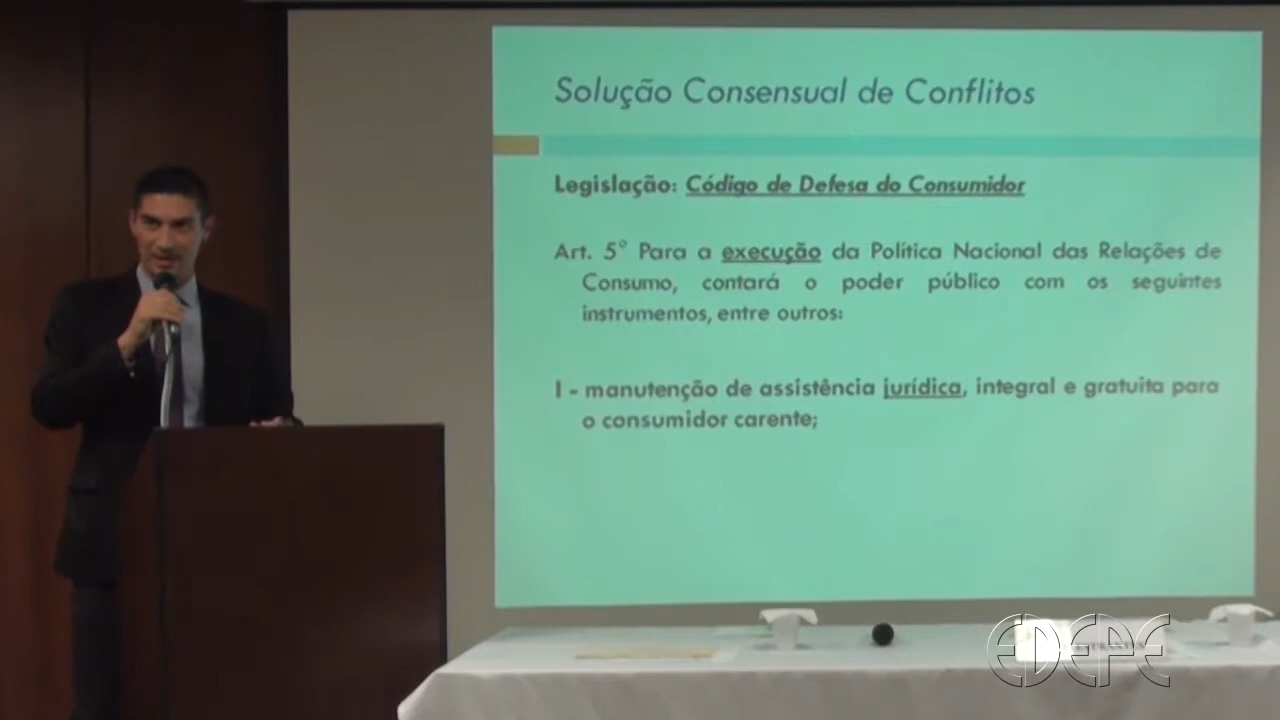 Solução Consensual de Conflitos
Legislação: Código de Defesa do Consumidor
Art. 5° Para a execução da Política Nacional das Relações de
Consumo, contará o poder público com os seguintes
instrumentos, entre outros:
I - manutenção de assistência jurídica, integral e gratuita para
o consumidor carente;
EDEPE